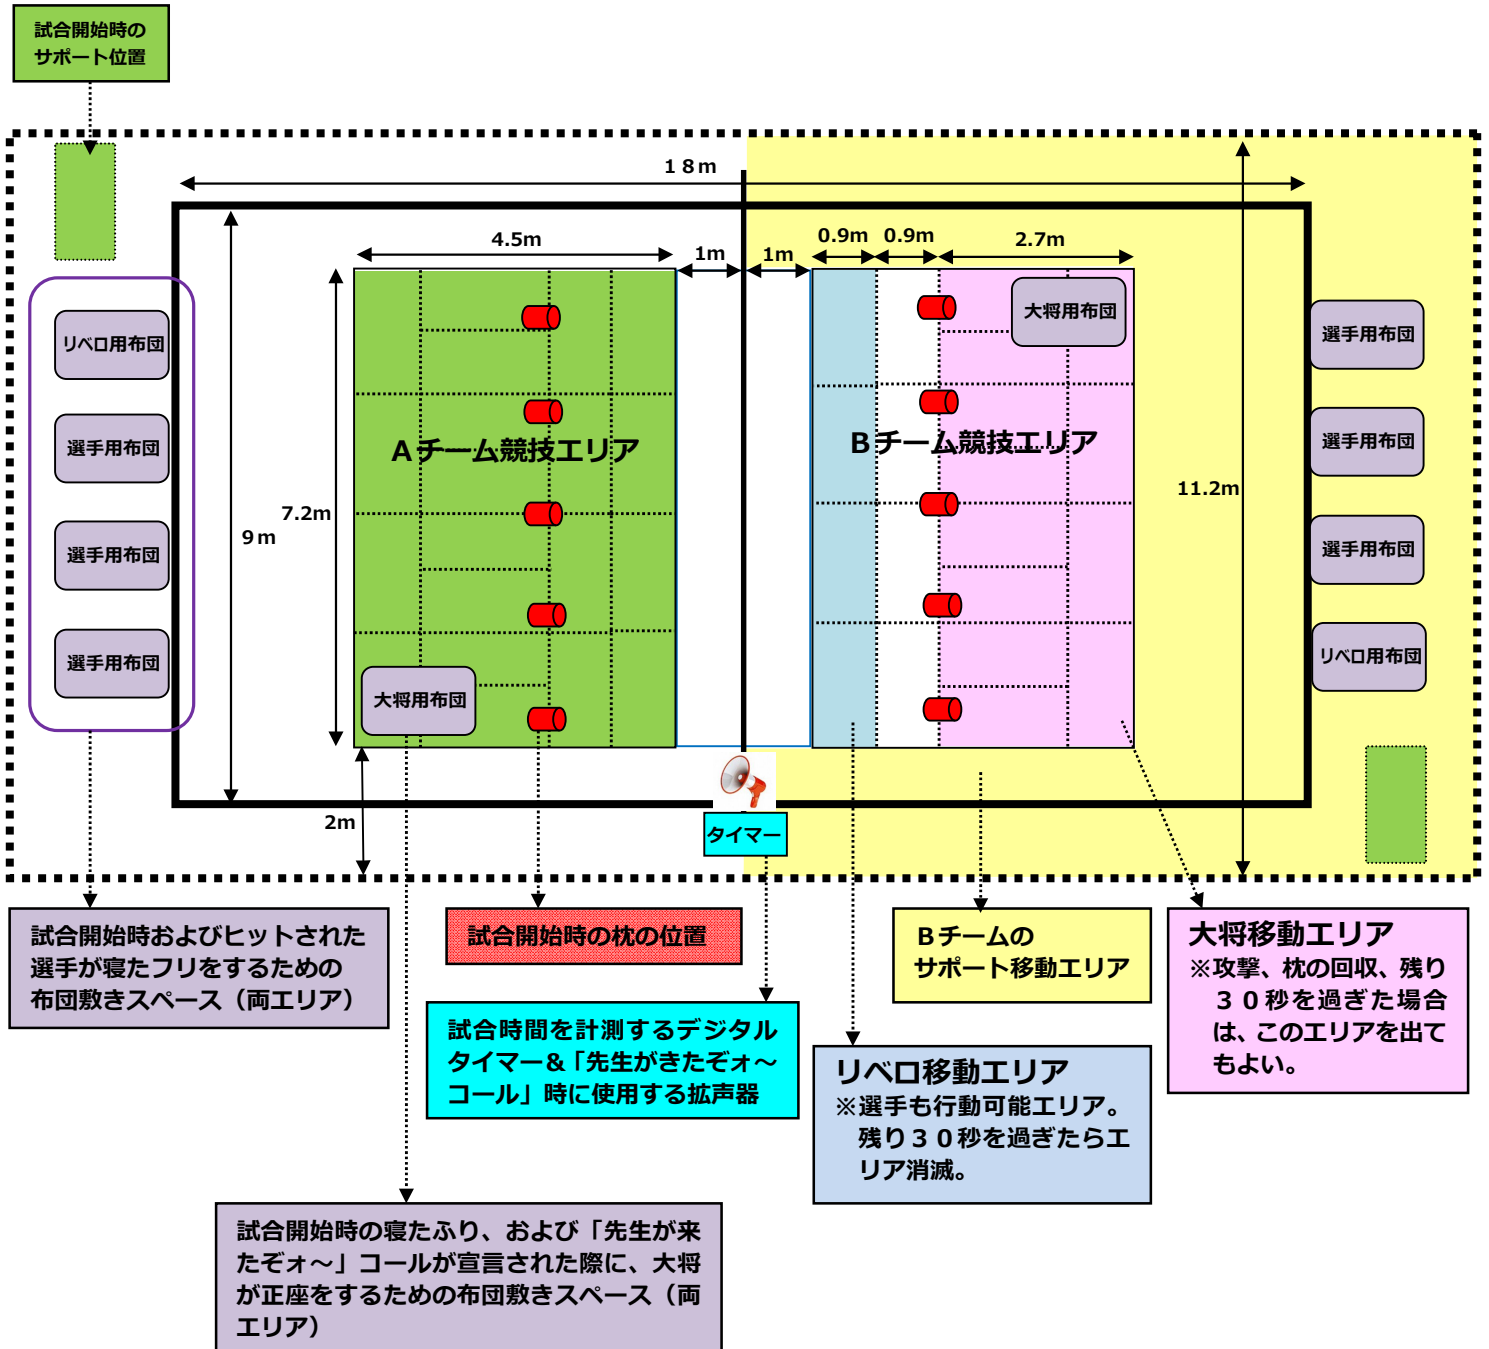 試合開始時の
サポート位置
１８ｍ
4.5m
1m
1m
0.9m
0.9m
2.7m
大将用布団
リベロ用布団
選手用布団
選手用布団
選手用布団
選手用布団
選手用布団
選手用布団
リベロ用布団
Ａチーム競技エリア
Ｂチーム競技エリア
7.2m
9ｍ
11.2m
大将用布団
2m
タイマー
試合開始時およびヒットされた
選手が寝たフリをするための
布団敷きスペース（両エリア）
試合開始時の枕の位置
Ｂチームの
サポート移動エリア
大将移動エリア
※攻撃、枕の回収、残り
３０秒を過ぎた場合
は、このエリアを出て
もよい。
試合時間を計測するデジタル
タイマー＆「先生がきたぞォ～
コール」時に使用する拡声器
リベロ移動エリア
※選手も行動可能エリア。
残り３０秒を過ぎたらエ
リア消滅。
試合開始時の寝たふり、および「先生が来
たぞォ～」コールが宣言された際に、大将
が正座をするための布団敷きスペース（両
エリア）